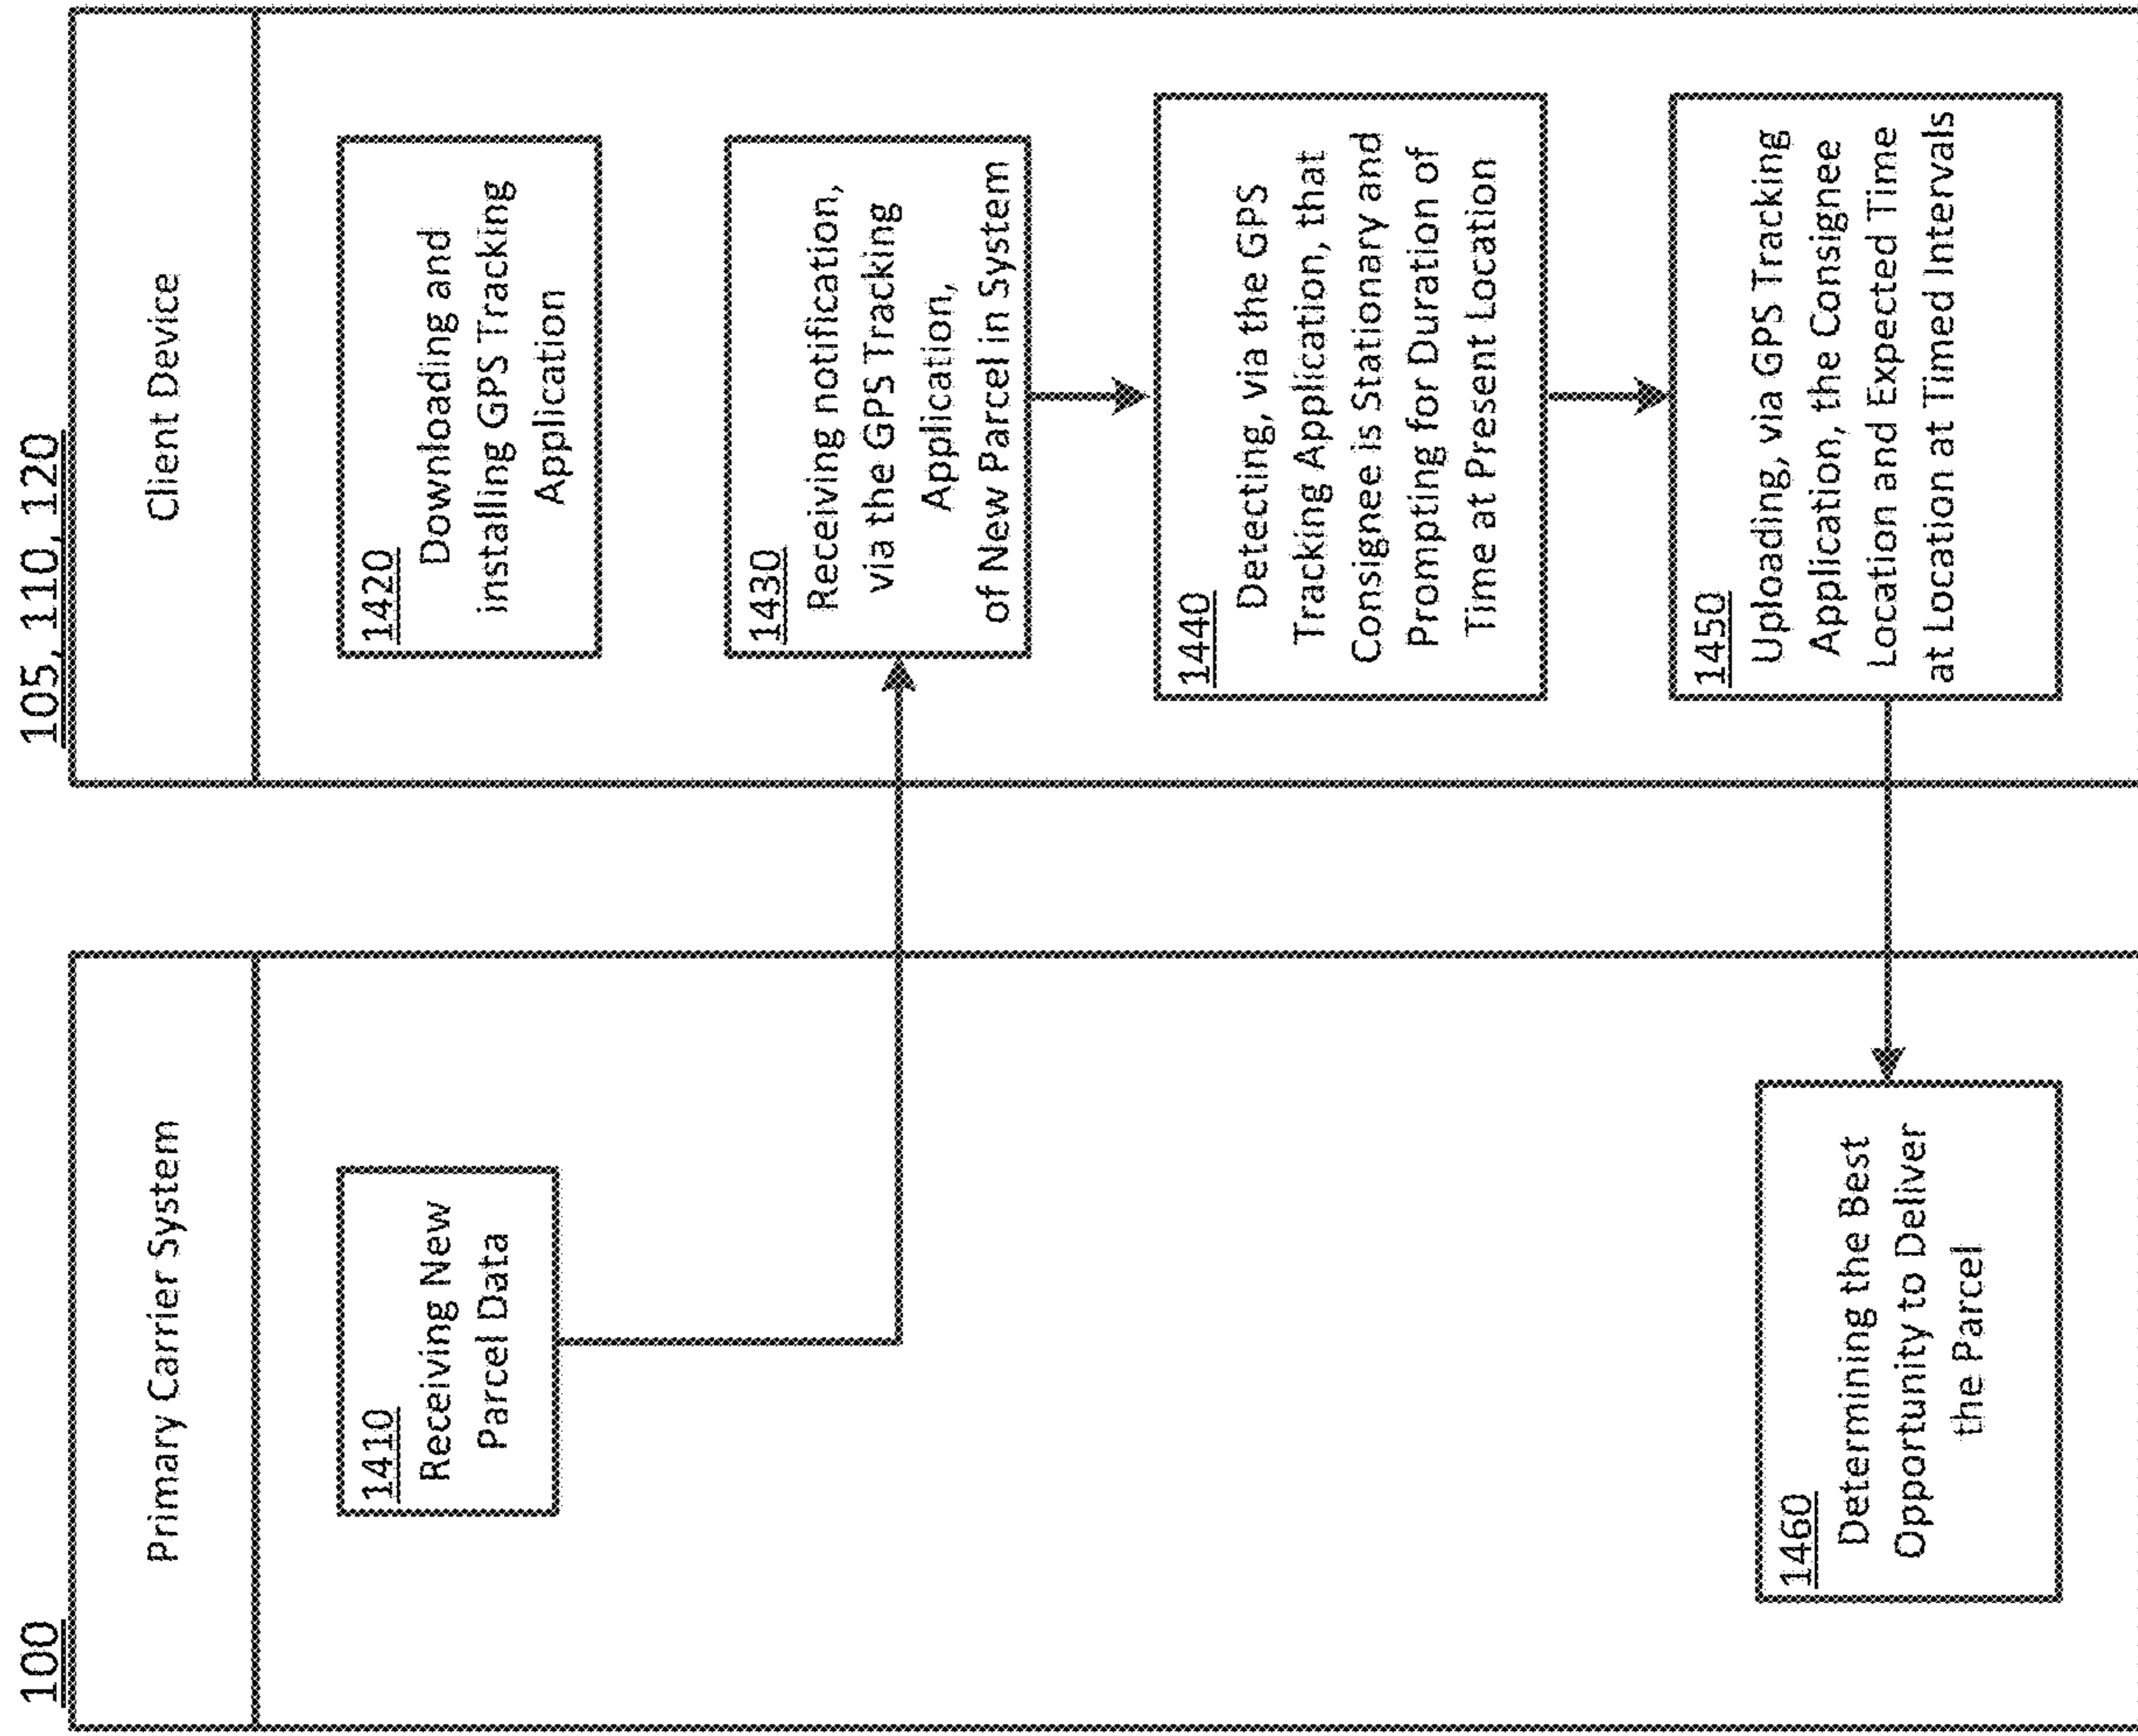 100
Primary Carrier System
1410
Receiving New
Parcel Data
1460
Determining the Best
Opportunity to Deliver
the Parcel
105, 110, 120
Client Device
1420
Downloading and
installing GPS Tracking
Application
1430
Receiving notification,
via the GPS Tracking
Application,
of New Parcel in System
1440
Detecting, via the GPS
Tracking Application, that
Consignee is Stationary and
Prompting for Duration of
Time at Present Location
1450
Uploading, via GPS Tracking
Application, the Consignee
Location and Expected Time
at Location at Timed Intervals